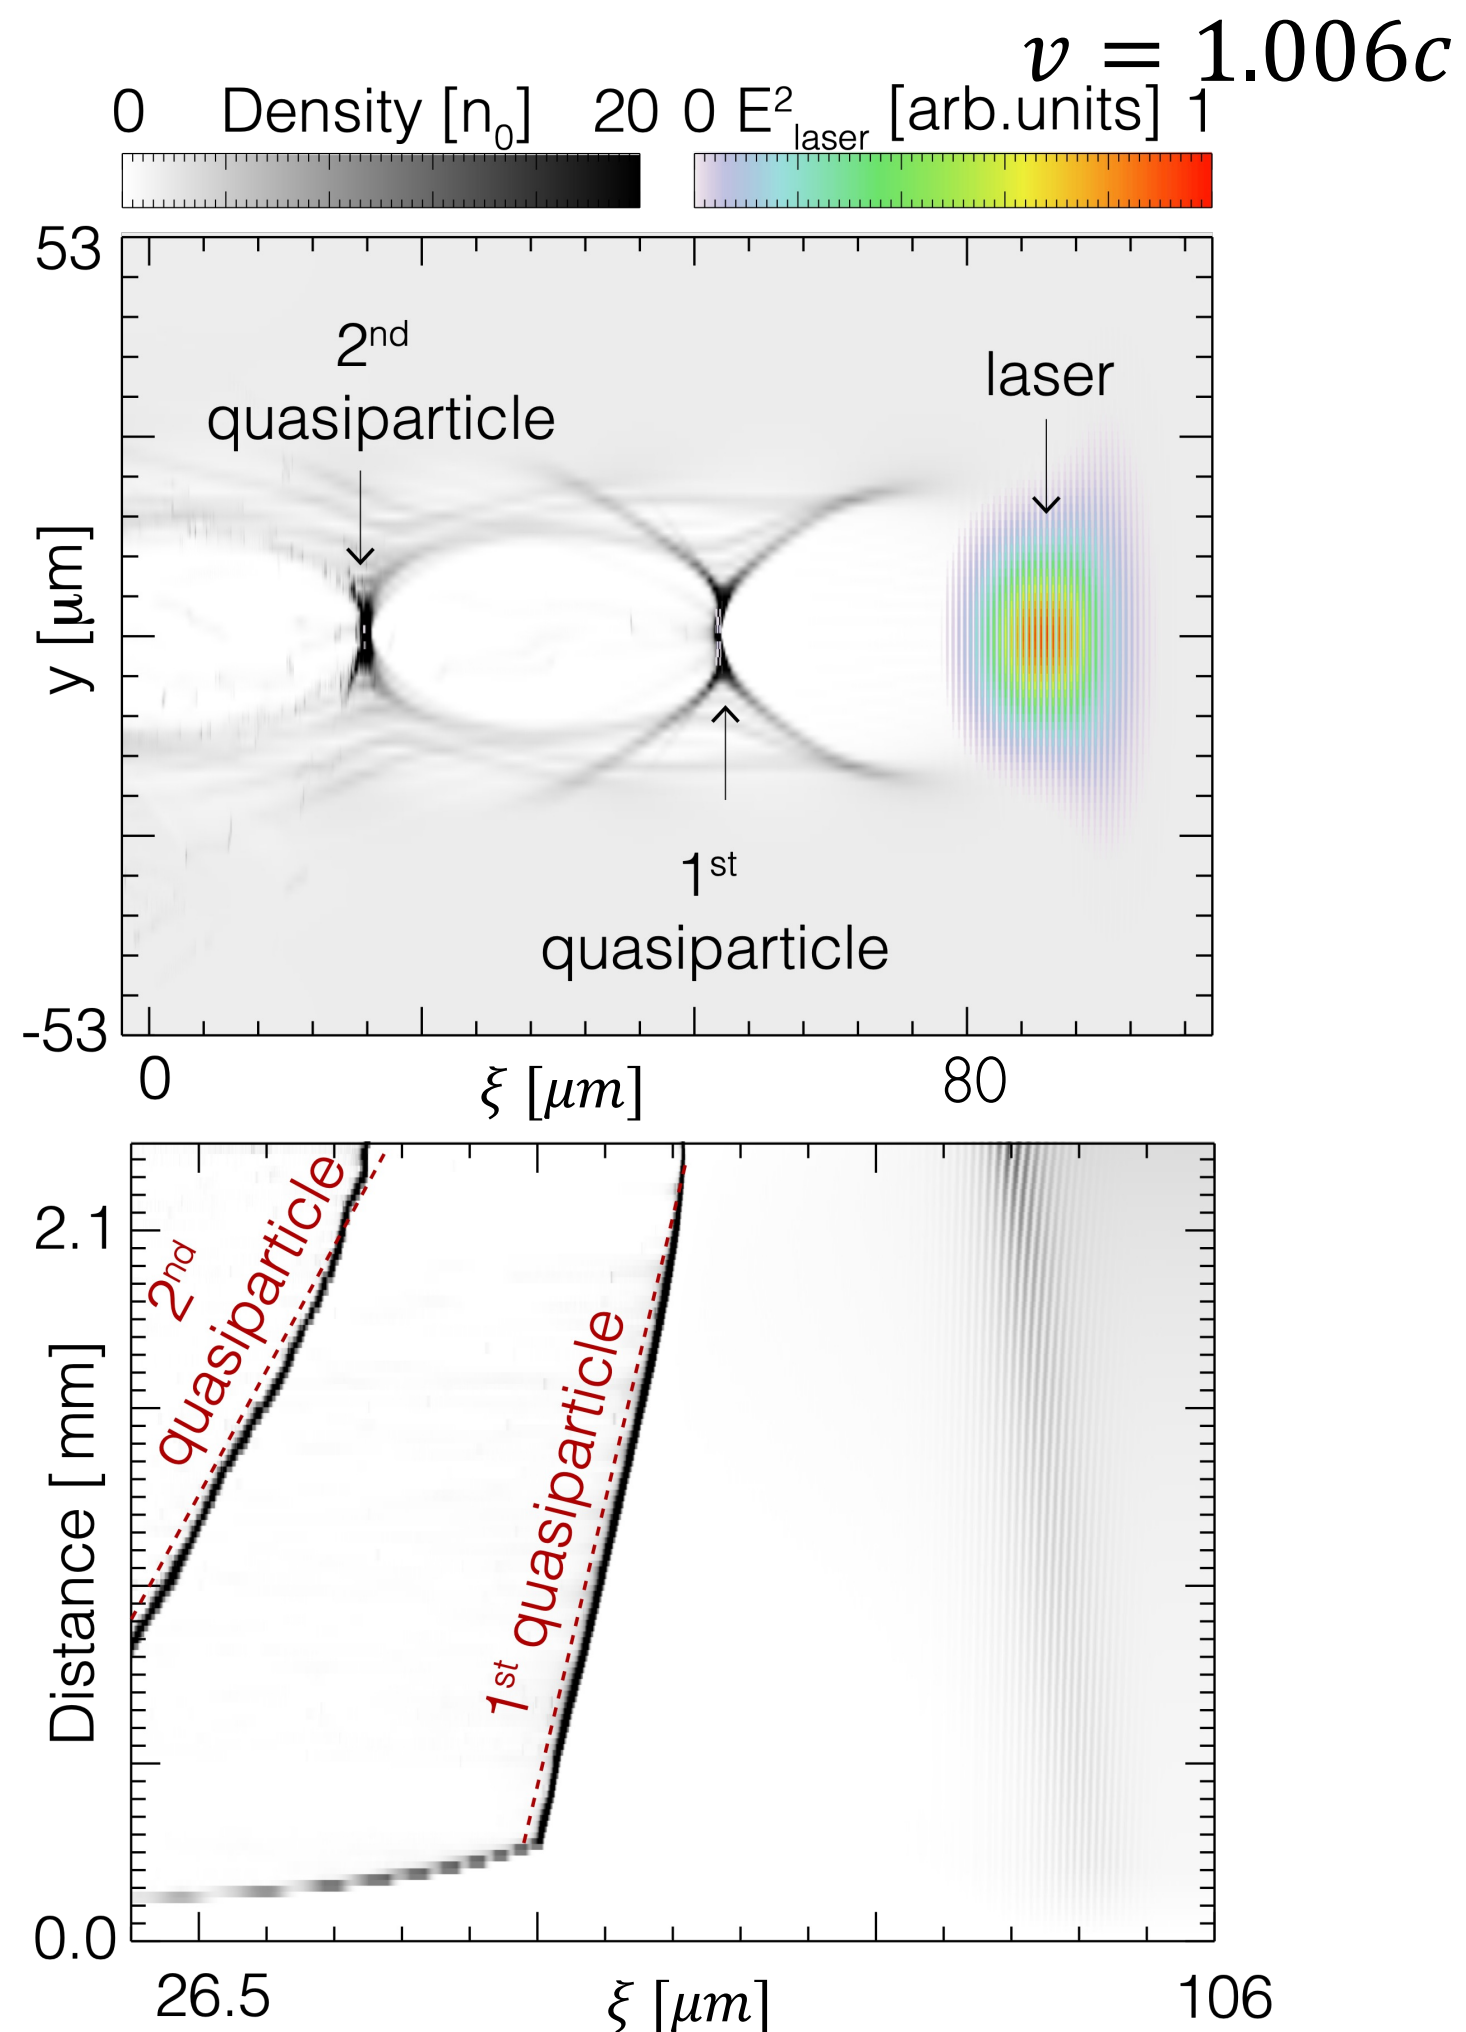 v = 1.006c
0 Density [n₀] 20 0 E²laser [arb.units] 1
53
2nd
quasiparticle
laser
y [μm]
1st
quasiparticle
-53
0 ξ [μm] 80
2nd
quasiparticle
2.1
1st quasiparticle
Distance [mm]
0.0
26.5 ξ [μm] 106